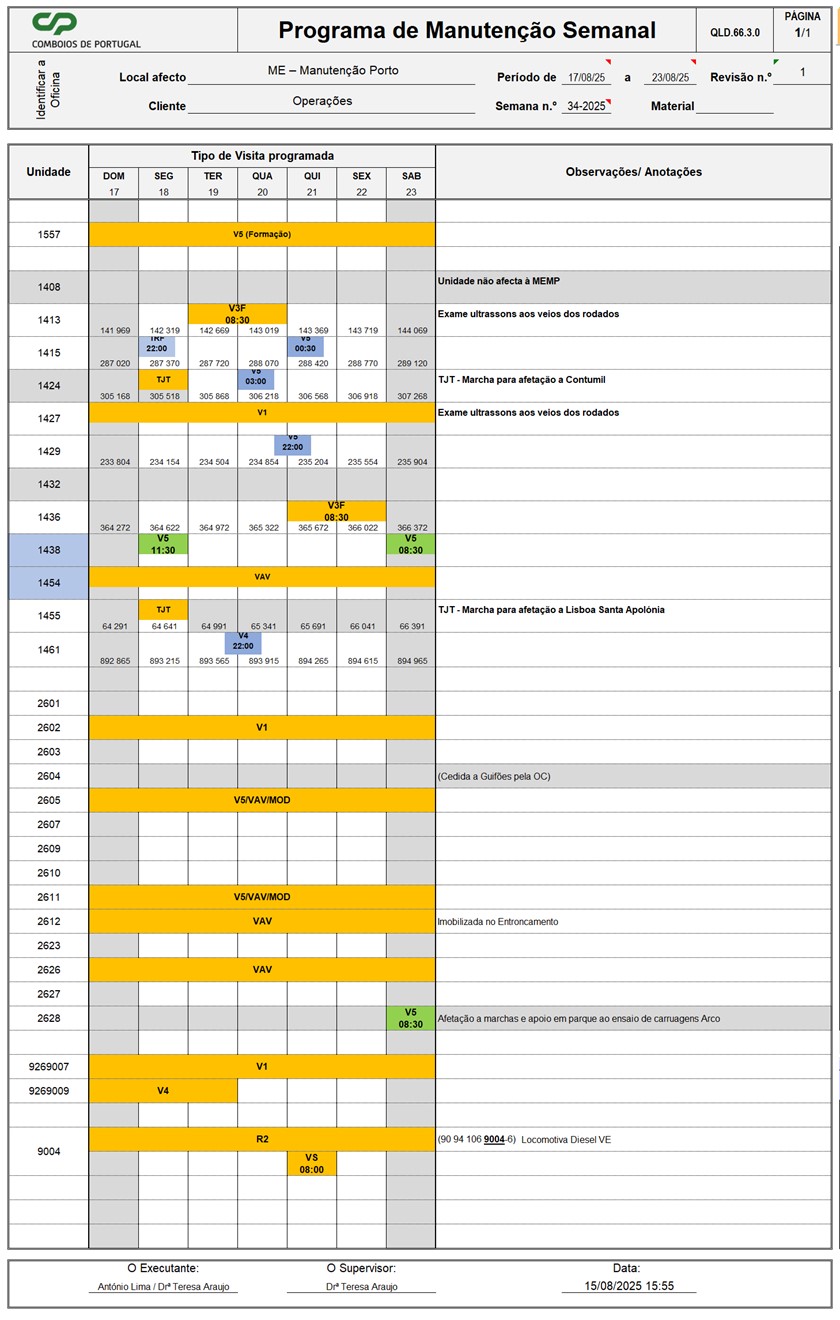 COMBOIOS DE PORTUGAL
Programa de Manutenção Semanal
QLD.66.3.0
PÁGINA
1/1
Identificar a
Oficina
Local afecto ME – Manutenção Porto Período de 17/08/25 a 23/08/25 Revisão n.º 1
Cliente Operações Semana n.º 34-2025 Material
Unidade Tipo de Visita programada Observações/ Anotações
DOM SEG TER QUA QUI SEX SAB
17 18 19 20 21 22 23
1557 V5 (Formação)
1408 Unidade não afecta à MEMP
1413 V3F 08:30 Exame ultrassons aos veios dos rodados
141 969 142 319 142 669 143 019 143 369 143 719 144 069
1415 TRF 22:00 V5 00:30
287 020 287 370 287 720 288 070 288 420 288 770 289 120
1424 TJT V5 03:00 TJT - Marcha para afetação a Contumil
305 168 305 518 305 868 306 218 306 568 306 918 307 268
1427 V1 Exame ultrassons aos veios dos rodados
1429 V5 22:00
233 804 234 154 234 504 234 854 235 204 235 554 235 904
1432
1436 V3F 08:30
364 272 364 622 364 972 365 322 365 672 366 022 366 372
1438 V5 11:30 V5 08:30
1454 VAV
1455 TJT TJT - Marcha para afetação a Lisboa Santa Apolónia
64 291 64 641 64 991 65 341 65 691 66 041 66 391
1461 V4 22:00
892 865 893 215 893 565 893 915 894 265 894 615 894 965
2601
2602 V1
2603
2604 (Cedida a Guifões pela OC)
2605 V5/VAV/MOD
2607
2609
2610
2611 V5/VAV/MOD
2612 VAV Imobilizada no Entroncamento
2623
2626 VAV
2627
2628 V5 08:30 Afetação a marchas e apoio em parque ao ensaio de carruagens Arco
9269007 V1
9269009 V4
9004 R2 (90 94 106 9004-6) Locomotiva Diesel VE
VS
08:00
O Executante: O Supervisor: Data:
António Lima / Drª Teresa Araujo Drª Teresa Araujo 15/08/2025 15:55